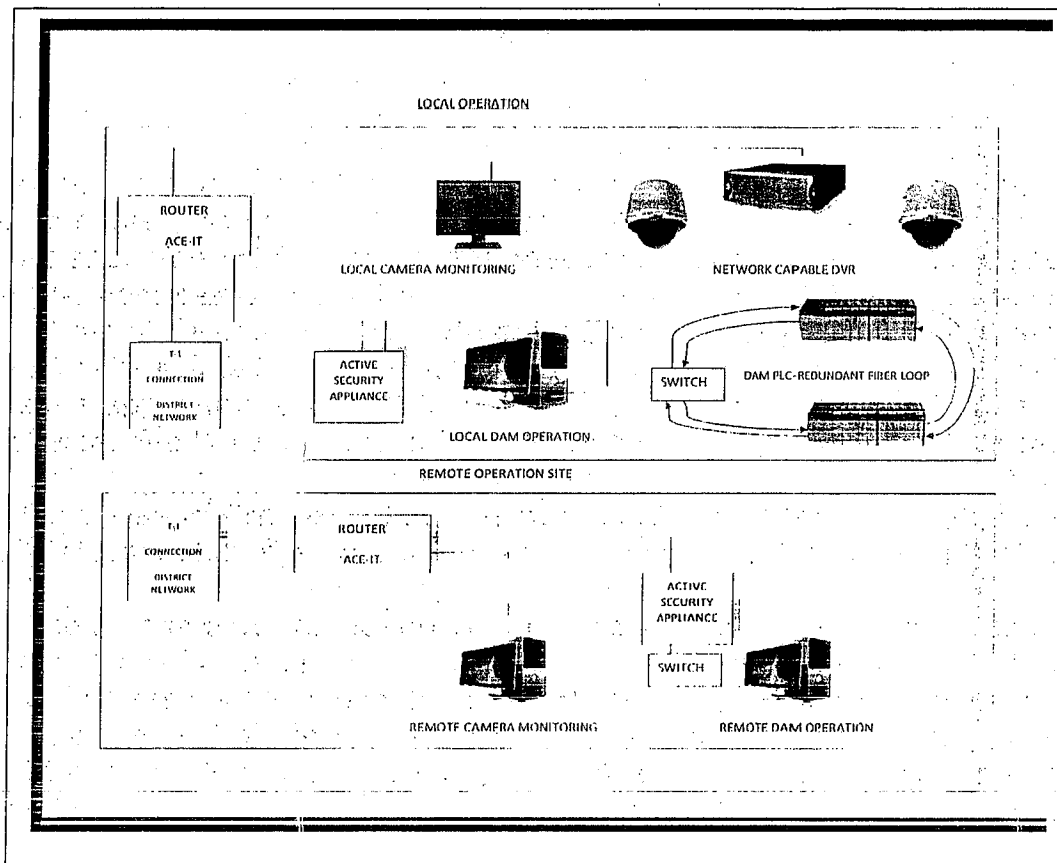 LOCAL OPERATION
ROUTER
ACE-IT
LOCAL CAMERA MONITORING
NETWORK CAPABLE DVR
T-1
CONNECTION
DISTRICT
NETWORK
ACTIVE
SECURITY
APPLIANCE
LOCAL DAM OPERATION
SWITCH
DAM PLC-REDUNDANT FIBER LOOP
REMOTE OPERATION SITE
T-1
CONNECTION
DISTRICT
NETWORK
ROUTER
ACE-IT
ACTIVE
SECURITY
APPLIANCE
SWITCH
REMOTE CAMERA MONITORING
REMOTE DAM OPERATION